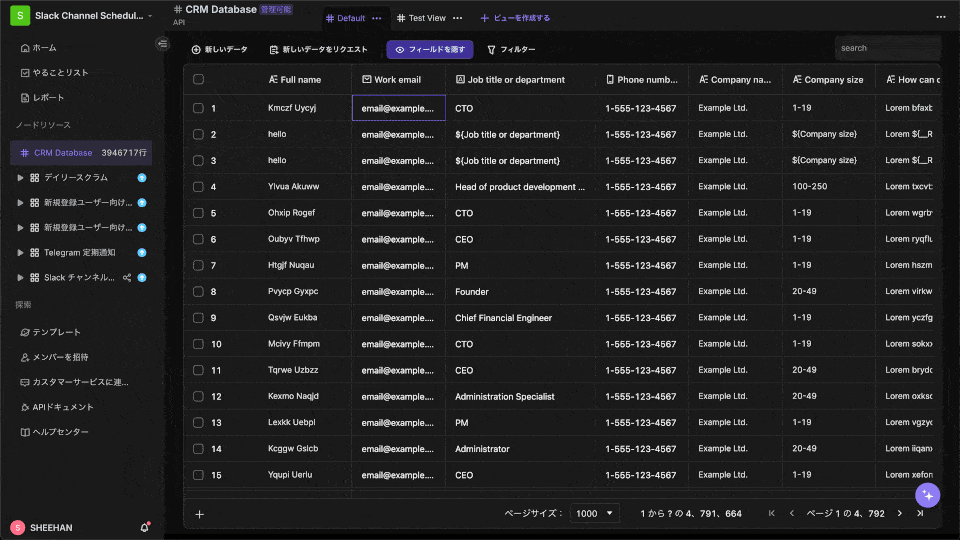 S Slack Channel Schedul...
ホーム
やることリスト
レポート
ノードリソース
CRM Database 3946717行
デイリースクラム
新規登録ユーザー向け...
新規登録ユーザー向け...
Telegram 定期通知
Slack チャンネル...
探索
テンプレート
メンバーを招待
カスタマーサービスに連...
APIドキュメント
ヘルプセンター
S SHEEHAN
CRM Database 管理可能
API
Default ••• Test View ••• ビューを作成する
新しいデータ 新しいデータをリクエスト フィールドを隠す フィルター search
Full name Work email Job title or department Phone numb... Company na... Company size How can o
1 Kmczf Uycyj email@example.... CTO 1-555-123-4567 Example Ltd. 1-19 Lorem bfaxb
2 hello email@example.... ${Job title or department} 1-555-123-4567 Example Ltd. ${Company size} Lorem ${__R
3 hello email@example.... ${Job title or department} 1-555-123-4567 Example Ltd. ${Company size} Lorem ${__R
4 Ylvua Akuww email@example.... Head of product development ... 1-555-123-4567 Example Ltd. 100-250 Lorem txcvt
5 Ohxip Rogef email@example.... CTO 1-555-123-4567 Example Ltd. 1-19 Lorem wgrb
6 Oubyv Tfhwp email@example.... CEO 1-555-123-4567 Example Ltd. 1-19 Lorem ryqflu
7 Htgjf Nuqau email@example.... PM 1-555-123-4567 Example Ltd. 1-19 Lorem hszm
8 Pvycp Gyxpc email@example.... Founder 1-555-123-4567 Example Ltd. 20-49 Lorem virkw
9 Qsvjw Eukba email@example.... Chief Financial Engineer 1-555-123-4567 Example Ltd. 1-19 Lorem yczfg
10 Mcivy Ffmpm email@example.... CTO 1-555-123-4567 Example Ltd. 1-19 Lorem sokx
11 Tqrwe Uzbzz email@example.... CEO 1-555-123-4567 Example Ltd. 20-49 Lorem brydc
12 Kexmo Naqjd email@example.... Administration Specialist 1-555-123-4567 Example Ltd. 20-49 Lorem oxksc
13 Lexkk Uebpl email@example.... PM 1-555-123-4567 Example Ltd. 1-19 Lorem vgzyc
14 Kcggw Gslcb email@example.... Administrator 1-555-123-4567 Example Ltd. 20-49 Lorem iiqanx
15 Yqupi Uerlu email@example.... CEO 1-555-123-4567 Example Ltd. 1-19 Lorem xefon
ページサイズ： 1000 1 から ? の 4、791、664 ページ 1 の 4、792